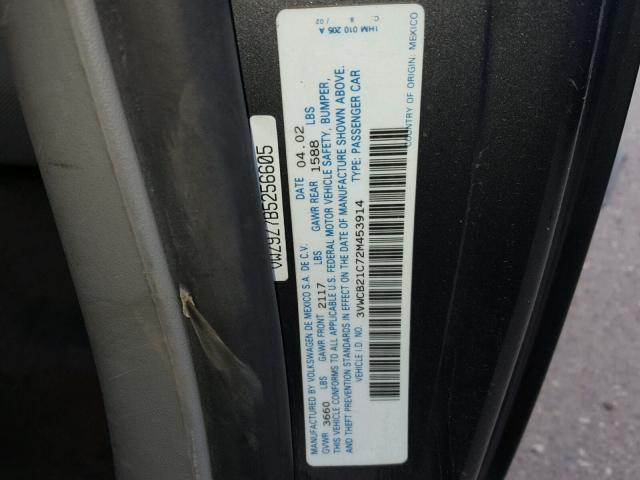 VWZ9Z7B5256605
MANUFACTURED BY VOLKSWAGEN DE MEXICO S.A. DE C.V. DATE 04.02
GVWR 3660 LBS GAWR FRONT 2117 LBS GAWR REAR 1588 LBS
THIS VEHICLE CONFORMS TO ALL APPLICABLE U.S. FEDERAL MOTOR VEHICLE SAFETY, BUMPER,
AND THEFT PREVENTION STANDARDS IN EFFECT ON THE DATE OF MANUFACTURE SHOWN ABOVE.
VEHICLE I.D. NO. 3VWCB21C72M453914 TYPE: PASSENGER CAR
COUNTRY OF ORIGIN: MEXICO
1HM 010 205 A
C 8 / 02